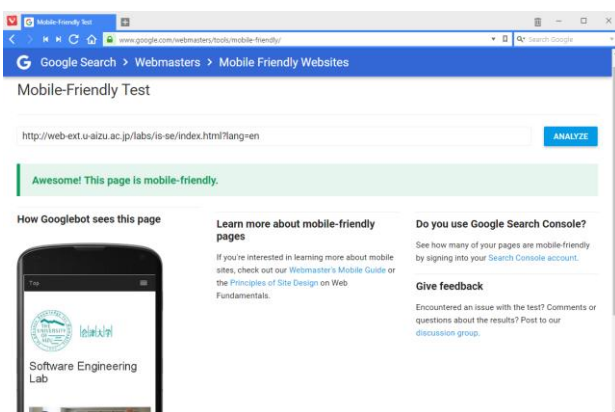 Mobile-Friendly Test
www.google.com/webmasters/tools/mobile-friendly/
Search Google
Google Search > Webmasters > Mobile Friendly Websites
Mobile-Friendly Test
http://web-ext.u-aizu.ac.jp/labs/is-se/index.html?lang=en
ANALYZE
Awesome! This page is mobile-friendly.
How Googlebot sees this page
Top
Software Engineering
Lab
Learn more about mobile-friendly
pages
If you're interested in learning more about mobile
sites, check out our Webmaster's Mobile Guide or
the Principles of Site Design on Web
Fundamentals.
Do you use Google Search Console?
See how many of your pages are mobile-friendly
by signing into your Search Console account.
Give feedback
Encountered an issue with the test? Comments or
questions about the results? Post to our
discussion group.